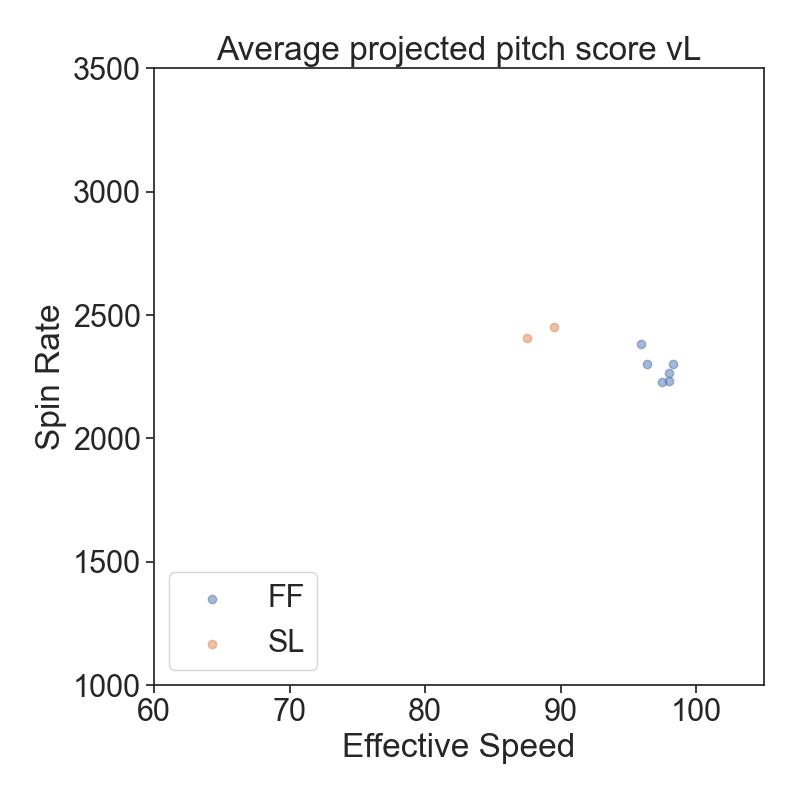 Average projected pitch score vL
3500
3000
2500
2000
1500
1000
Spin Rate
FF
SL
60 70 80 90 100
Effective Speed